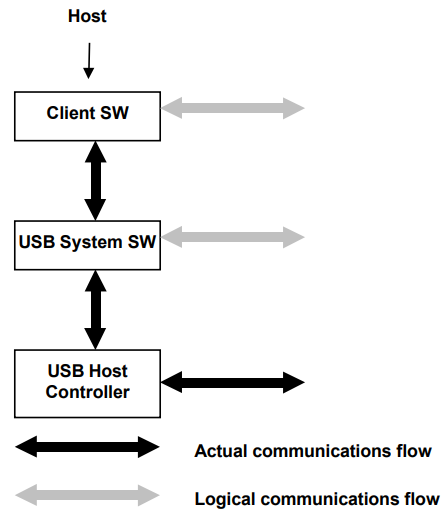 Host
Client SW
USB System SW
USB Host
Controller
Actual communications flow
Logical communications flow